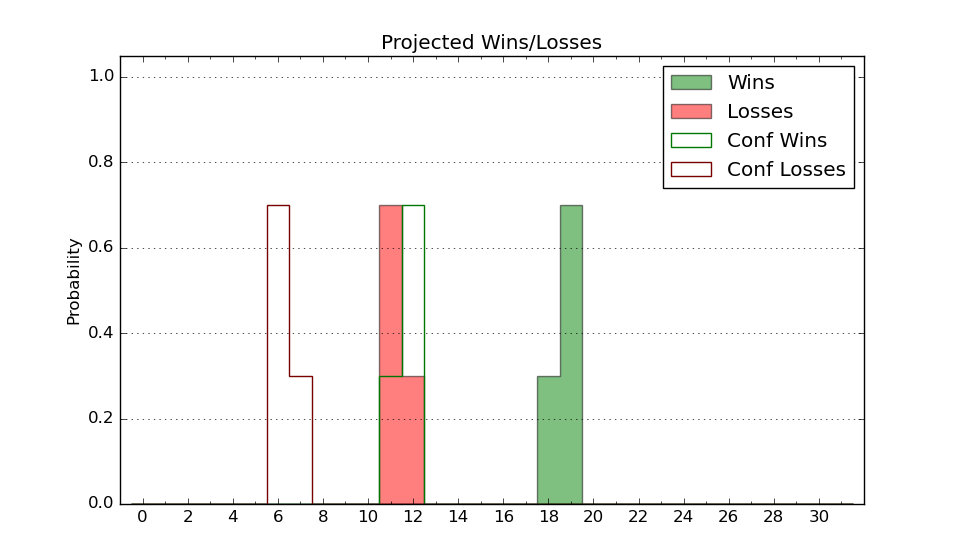 Projected Wins/Losses
Wins
Losses
Conf Wins
Conf Losses
Probability
1.0
0.8
0.6
0.4
0.2
0.0
0 2 4 6 8 10 12 14 16 18 20 22 24 26 28 30